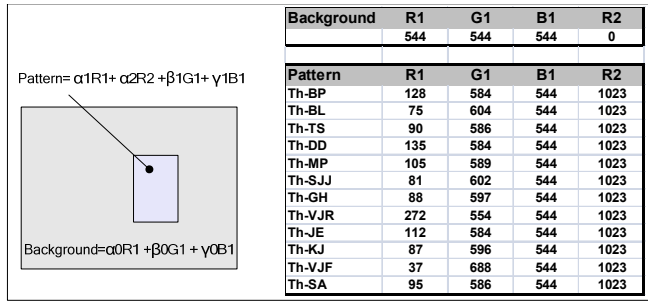 Background R1 G1 B1 R2
544 544 544 0
Pattern= α1R1+ α2R2 +β1G1+ γ1B1
Background=α0R1 +β0G1 + γ0B1
Pattern R1 G1 B1 R2
Th-BP 128 584 544 1023
Th-BL 75 604 544 1023
Th-TS 90 586 544 1023
Th-DD 135 584 544 1023
Th-MP 105 589 544 1023
Th-SJJ 81 602 544 1023
Th-GH 88 597 544 1023
Th-VJR 272 554 544 1023
Th-JE 112 584 544 1023
Th-KJ 87 596 544 1023
Th-VJF 37 688 544 1023
Th-SA 95 586 544 1023